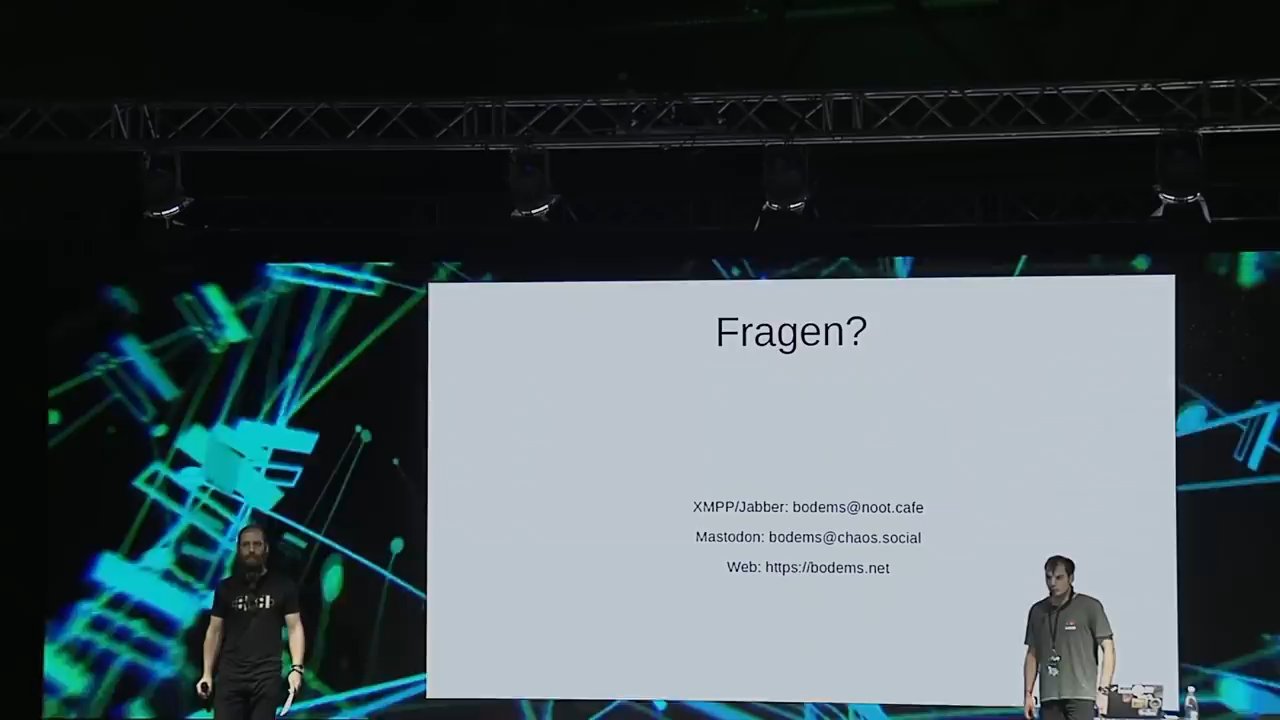 Fragen?
XMPP/Jabber: bodems@noot.cafe
Mastodon: bodems@chaos.social
Web: https://bodems.net